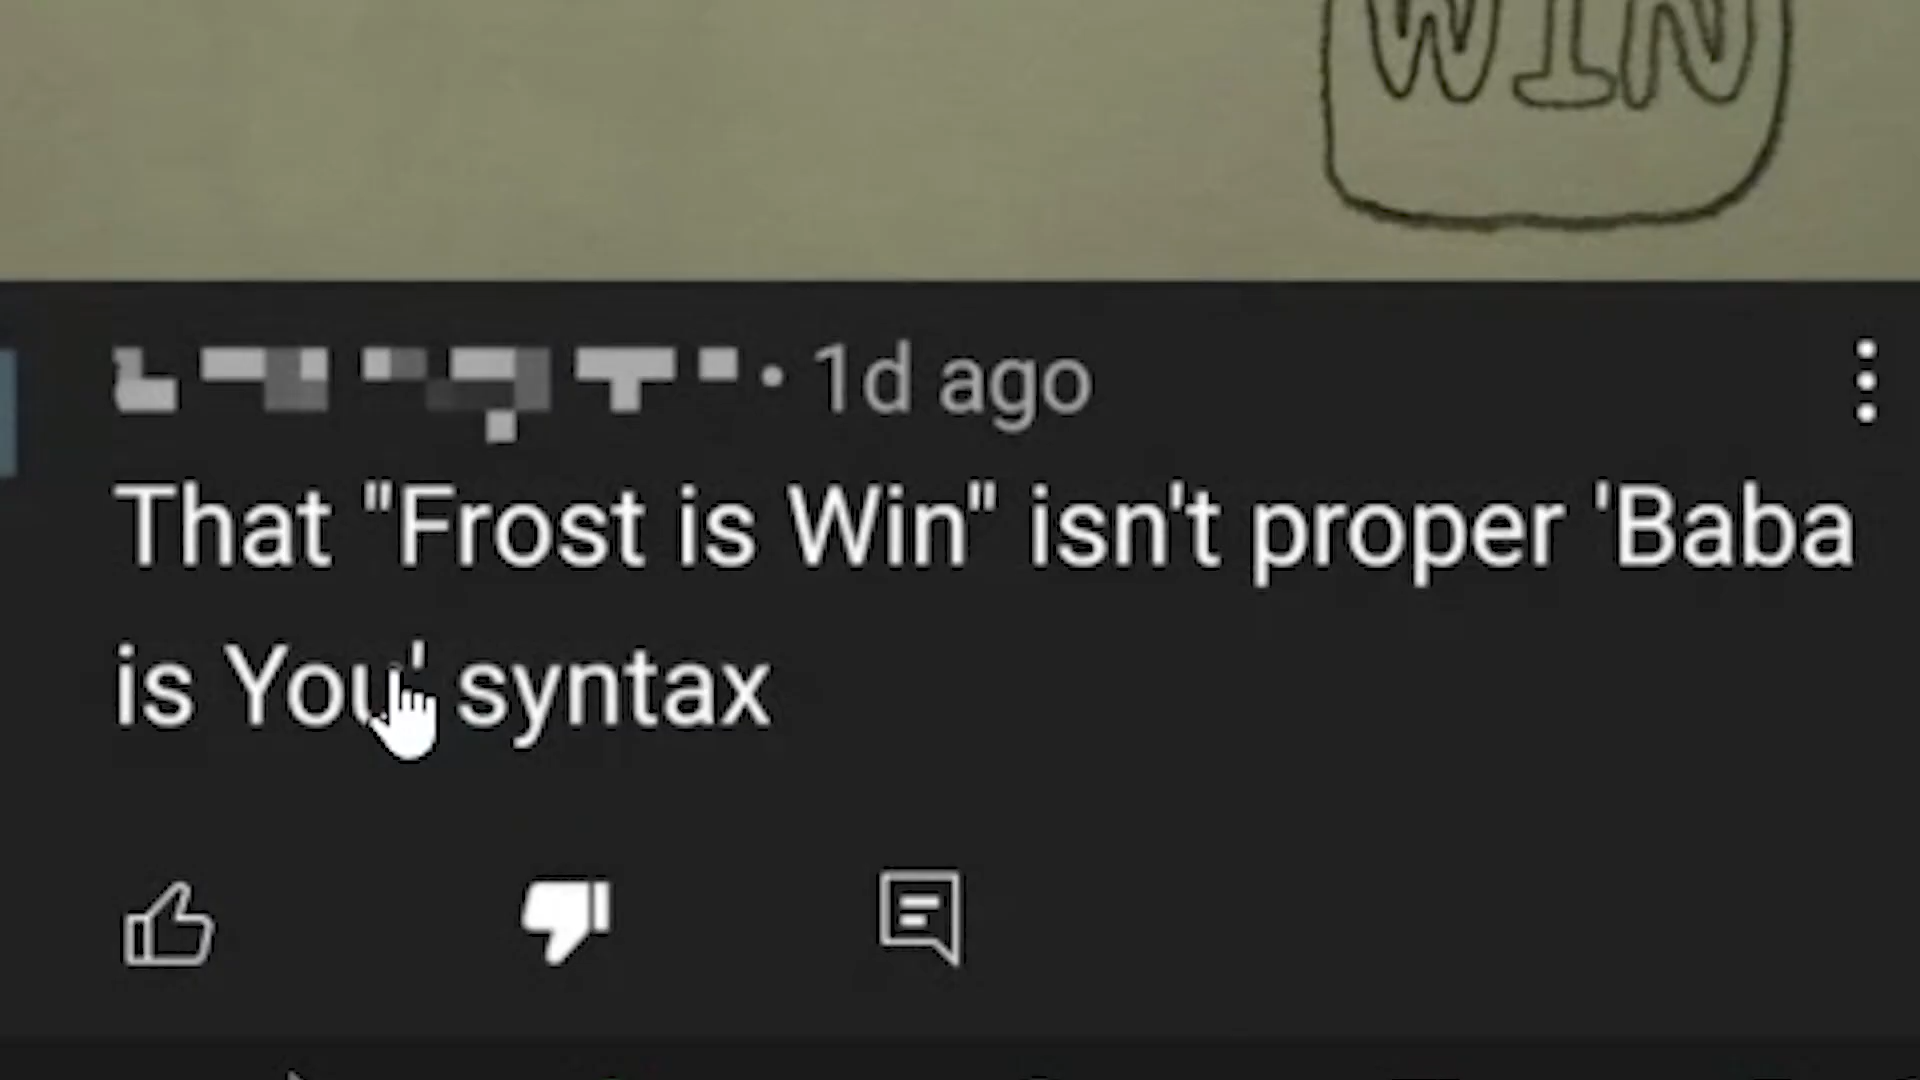 WIN
• 1d ago
That "Frost is Win" isn't proper 'Baba
is You' syntax